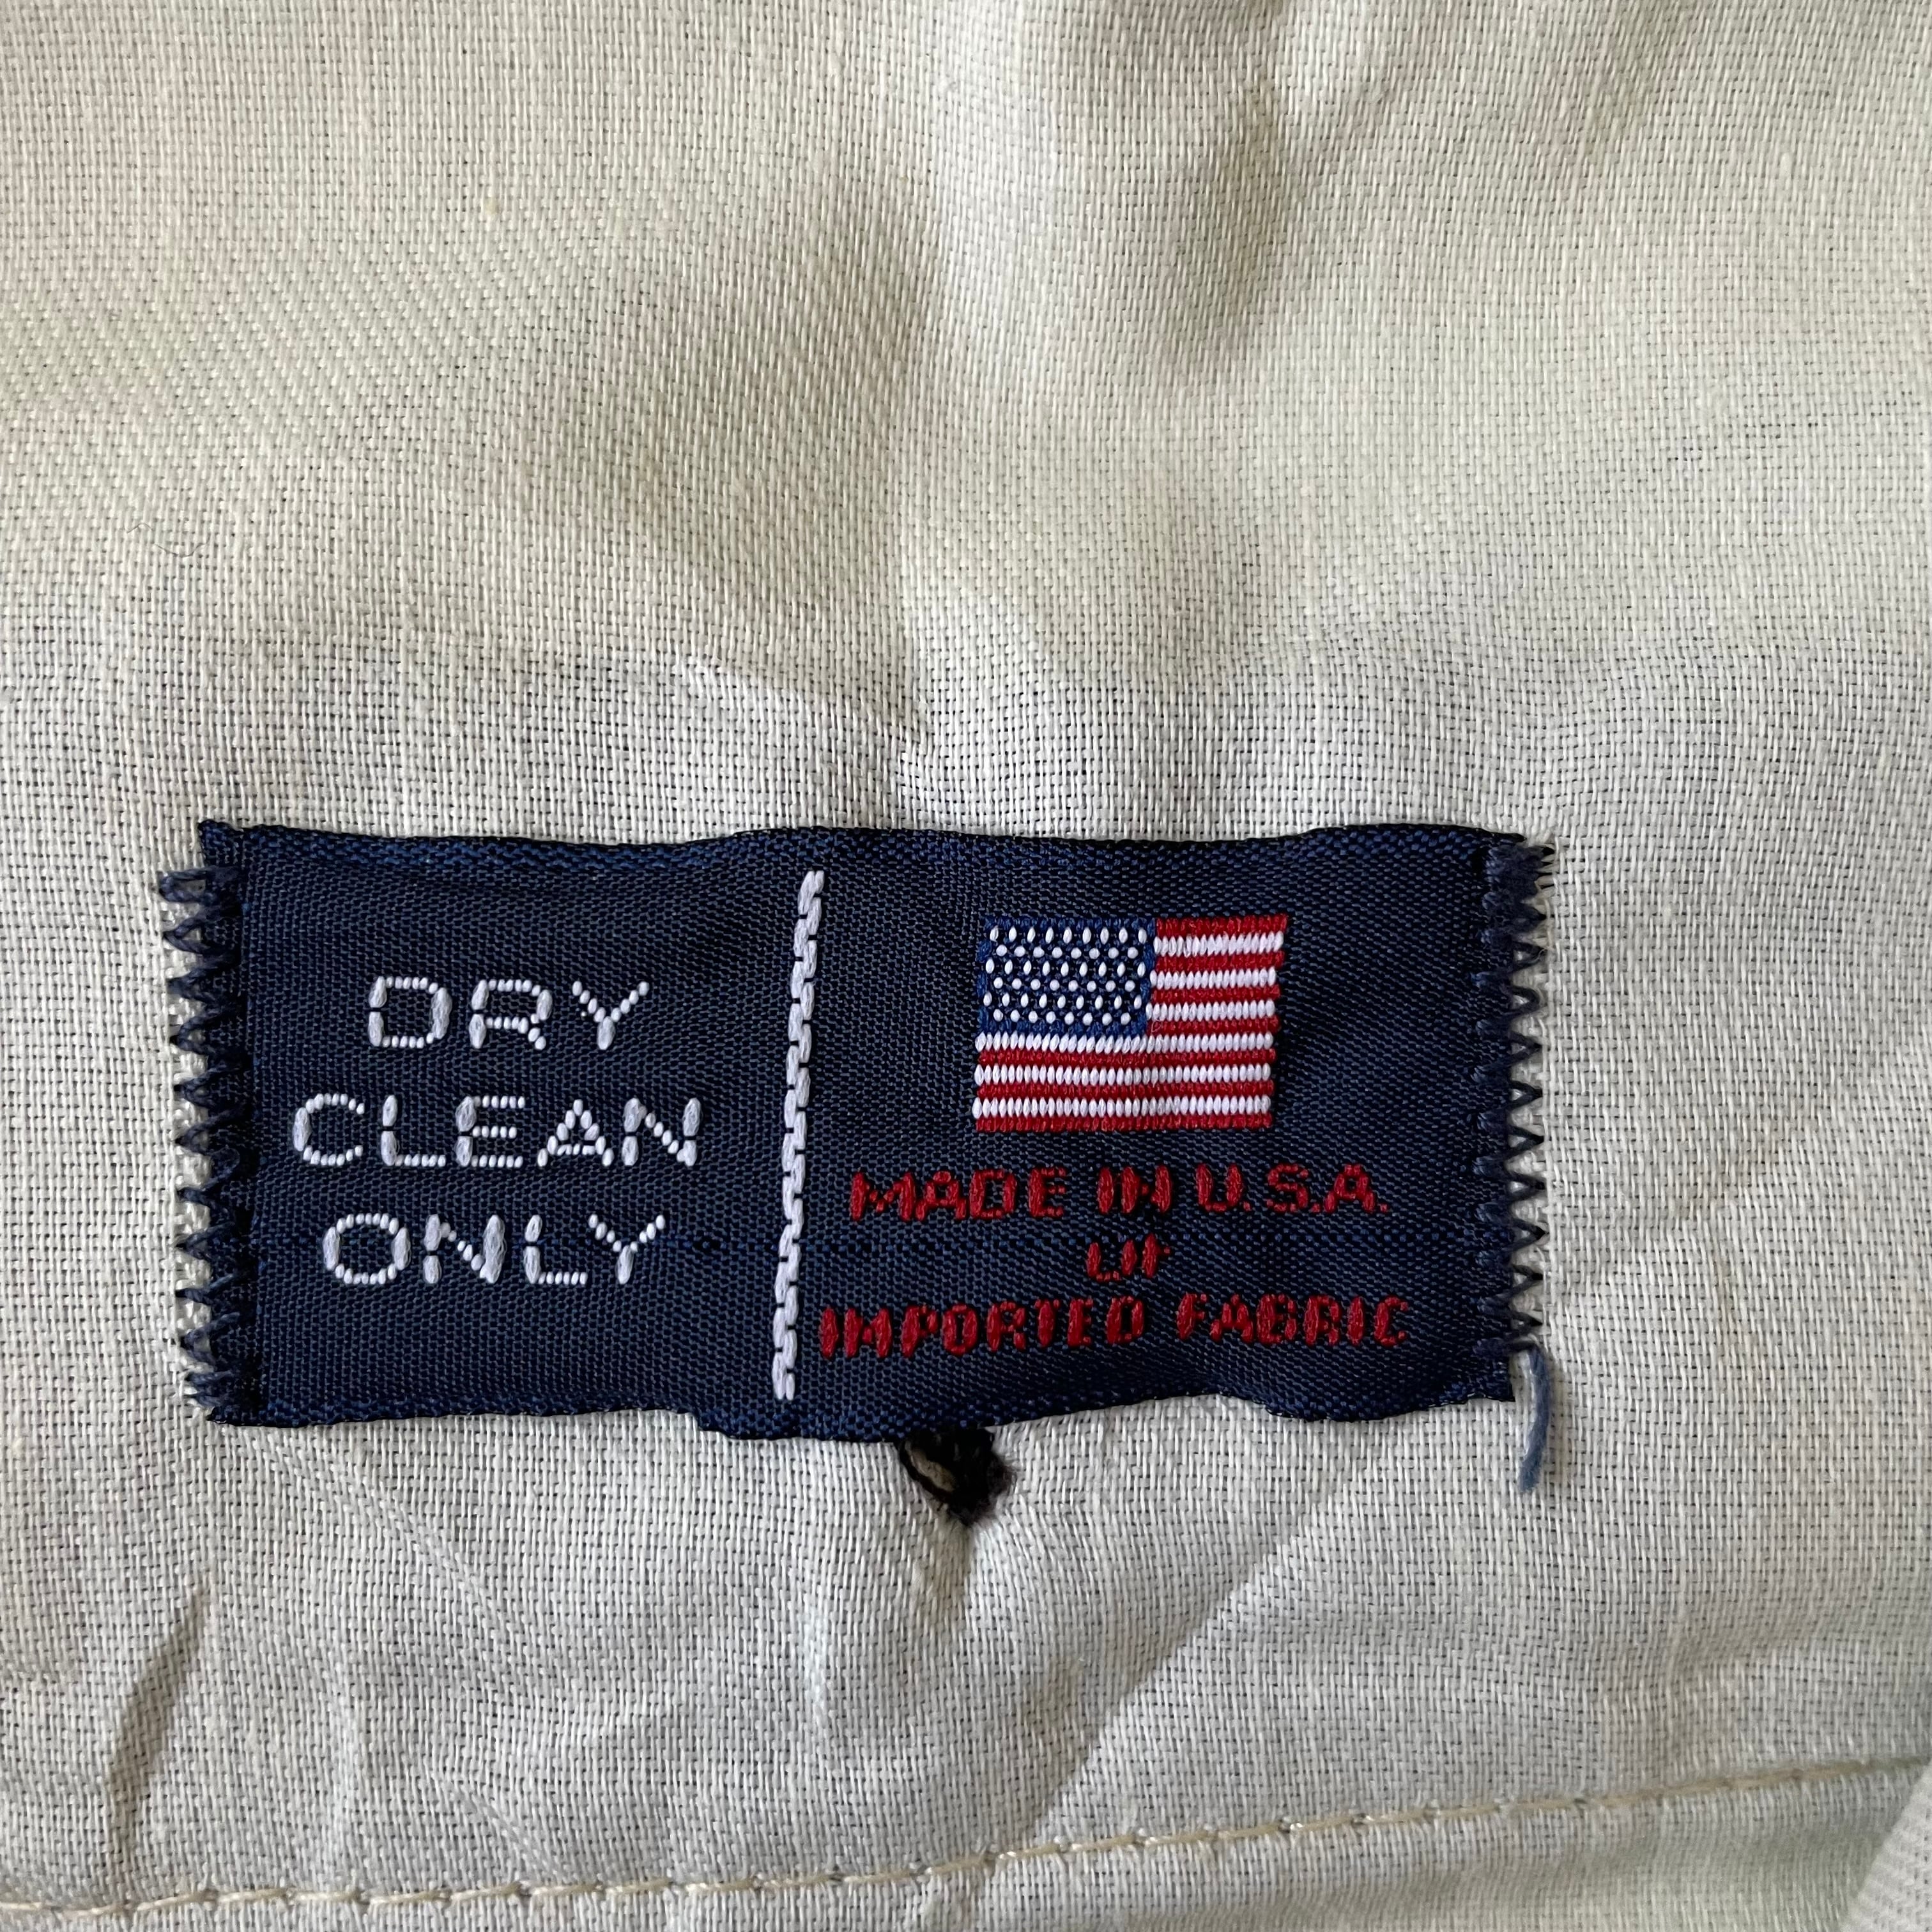 DRY
CLEAN
ONLY
MADE IN U.S.A.
OF
IMPORTED FABRIC